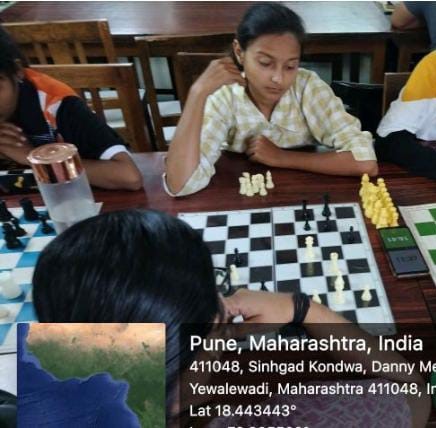 Pune, Maharashtra, India
411048, Sinhgad Kondwa, Danny Me
Yewalewadi, Maharashtra 411048, In
Lat 18.443443°